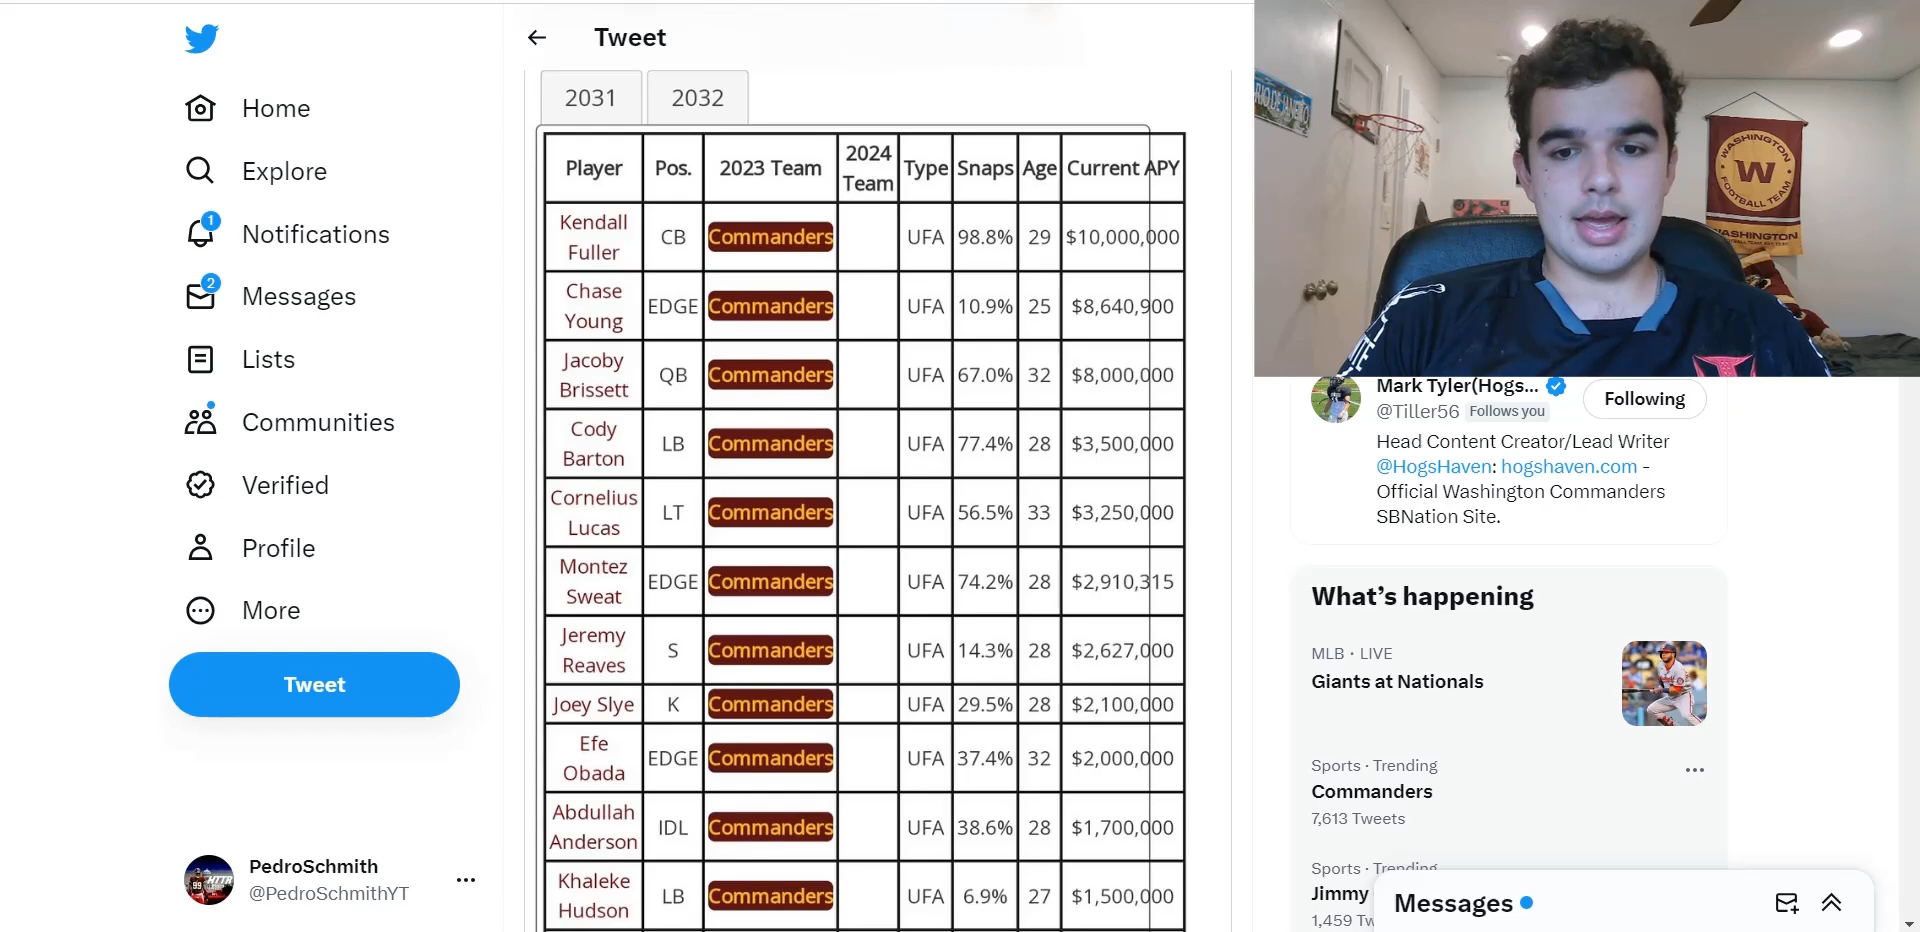 Home
Explore
1
Notifications
2
Messages
Lists
Communities
Verified
Profile
More
Tweet
PedroSchmith
@PedroSchmithYT
Tweet
2031 2032
Player Pos. 2023 Team 2024 Team Type Snaps Age Current APY
Kendall Fuller CB Commanders UFA 98.8% 29 $10,000,000
Chase Young EDGE Commanders UFA 10.9% 25 $8,640,900
Jacoby Brissett QB Commanders UFA 67.0% 32 $8,000,000
Cody Barton LB Commanders UFA 77.4% 28 $3,500,000
Cornelius Lucas LT Commanders UFA 56.5% 33 $3,250,000
Montez Sweat EDGE Commanders UFA 74.2% 28 $2,910,315
Jeremy Reaves S Commanders UFA 14.3% 28 $2,627,000
Joey Slye K Commanders UFA 29.5% 28 $2,100,000
Efe Obada EDGE Commanders UFA 37.4% 32 $2,000,000
Abdullah Anderson IDL Commanders UFA 38.6% 28 $1,700,000
Khaleke Hudson LB Commanders UFA 6.9% 27 $1,500,000
WASHINGTON
W
FOOTBALL TEAM
WASHINGTON
Mark Tyler(Hogs...
@Tiller56 Follows you
Following
Head Content Creator/Lead Writer
@HogsHaven: hogshaven.com -
Official Washington Commanders
SBNation Site.
What's happening
MLB · LIVE
Giants at Nationals
Sports · Trending
Commanders
7,613 Tweets
Sports · Trending
Jimmy
1,459 Tw
Messages